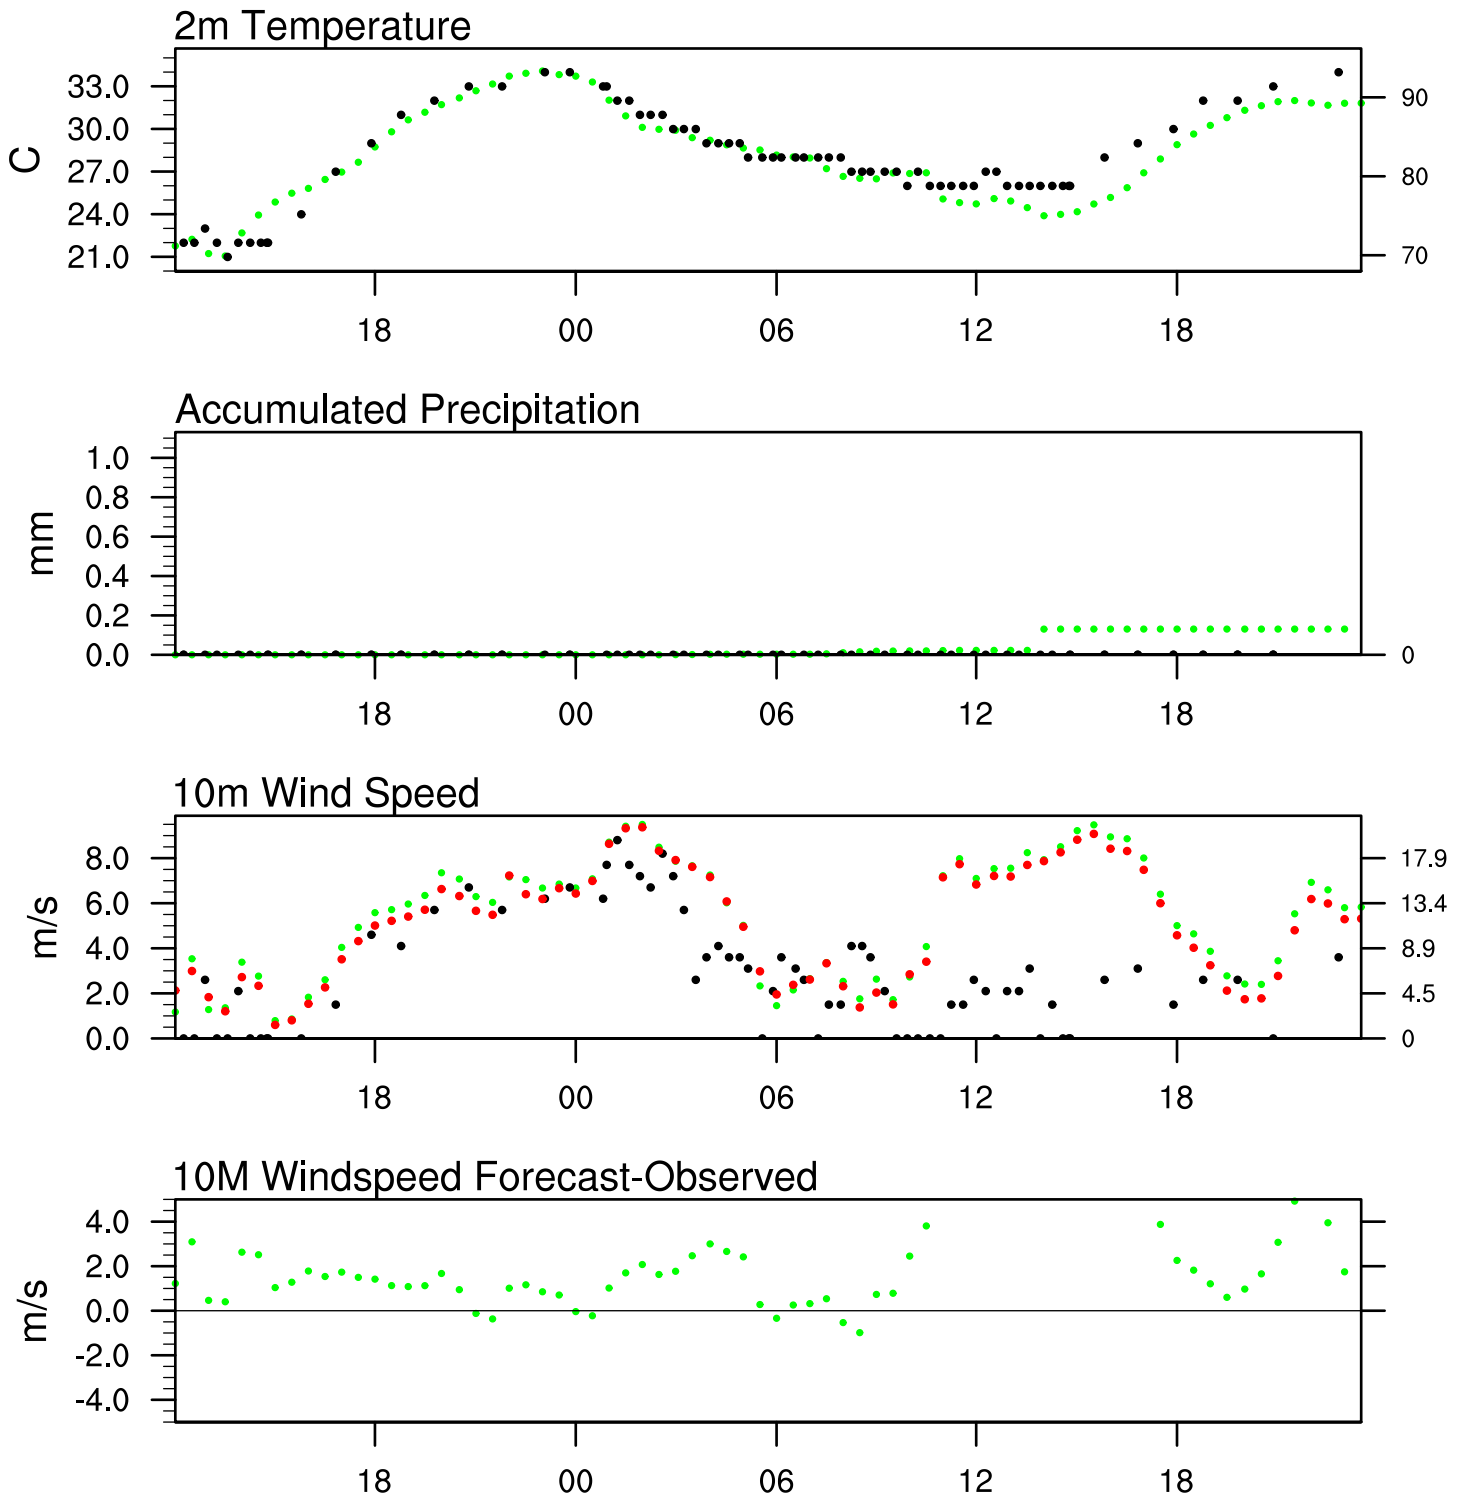 2m Temperature
C
33.0
30.0
27.0
24.0
21.0
90
80
70
18 00 06 12 18
Accumulated Precipitation
mm
1.0
0.8
0.6
0.4
0.2
0.0
0
18 00 06 12 18
10m Wind Speed
m/s
8.0
6.0
4.0
2.0
0.0
17.9
13.4
8.9
4.5
0
18 00 06 12 18
10M Windspeed Forecast-Observed
m/s
4.0
2.0
0.0
-2.0
-4.0
18 00 06 12 18